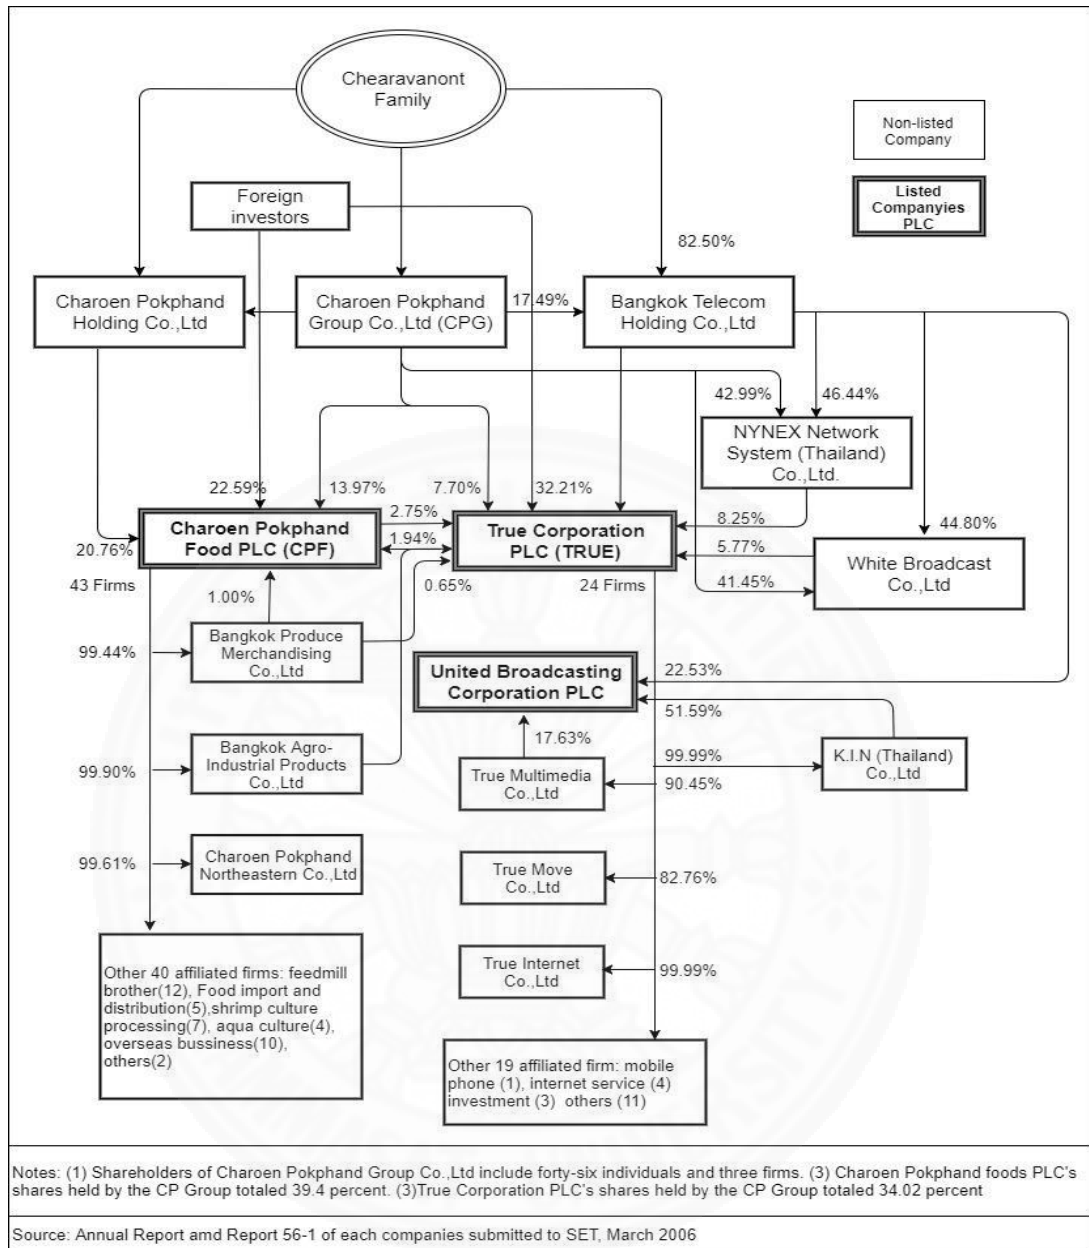 Chearavanont
Family
Non-listed
Company
Listed
Companyies
PLC
Foreign
investors
82.50%
Charoen Pokphand
Holding Co.,Ltd
Charoen Pokphand
Group Co.,Ltd (CPG)
17.49%
Bangkok Telecom
Holding Co.,Ltd
42.99%
46.44%
NYNEX Network
System (Thailand)
Co.,Ltd.
22.59%
13.97%
7.70%
32.21%
20.76%
Charoen Pokphand
Food PLC (CPF)
2.75%
1.94%
True Corporation
PLC (TRUE)
8.25%
5.77%
44.80%
White Broadcast
Co.,Ltd
43 Firms
1.00%
0.65%
24 Firms
41.45%
99.44%
Bangkok Produce
Merchandising
Co.,Ltd
United Broadcasting
Corporation PLC
22.53%
51.59%
17.63%
99.90%
Bangkok Agro-
Industrial Products
Co.,Ltd
True Multimedia
Co.,Ltd
99.99%
90.45%
K.I.N (Thailand)
Co.,Ltd
99.61%
Charoen Pokphand
Northeastern Co.,Ltd
True Move
Co.,Ltd
82.76%
True Internet
Co.,Ltd
99.99%
Other 40 affiliated firms: feedmill
brother(12), Food import and
distribution(5),shrimp culture
processing(7), aqua culture(4),
overseas bussiness(10),
others(2)
Other 19 affiliated firm: mobile
phone (1), internet service (4)
investment (3) others (11)
Notes: (1) Shareholders of Charoen Pokphand Group Co.,Ltd include forty-six individuals and three firms. (3) Charoen Pokphand foods PLC's
shares held by the CP Group totaled 39.4 percent. (3)True Corporation PLC's shares held by the CP Group totaled 34.02 percent
Source: Annual Report amd Report 56-1 of each companies submitted to SET, March 2006